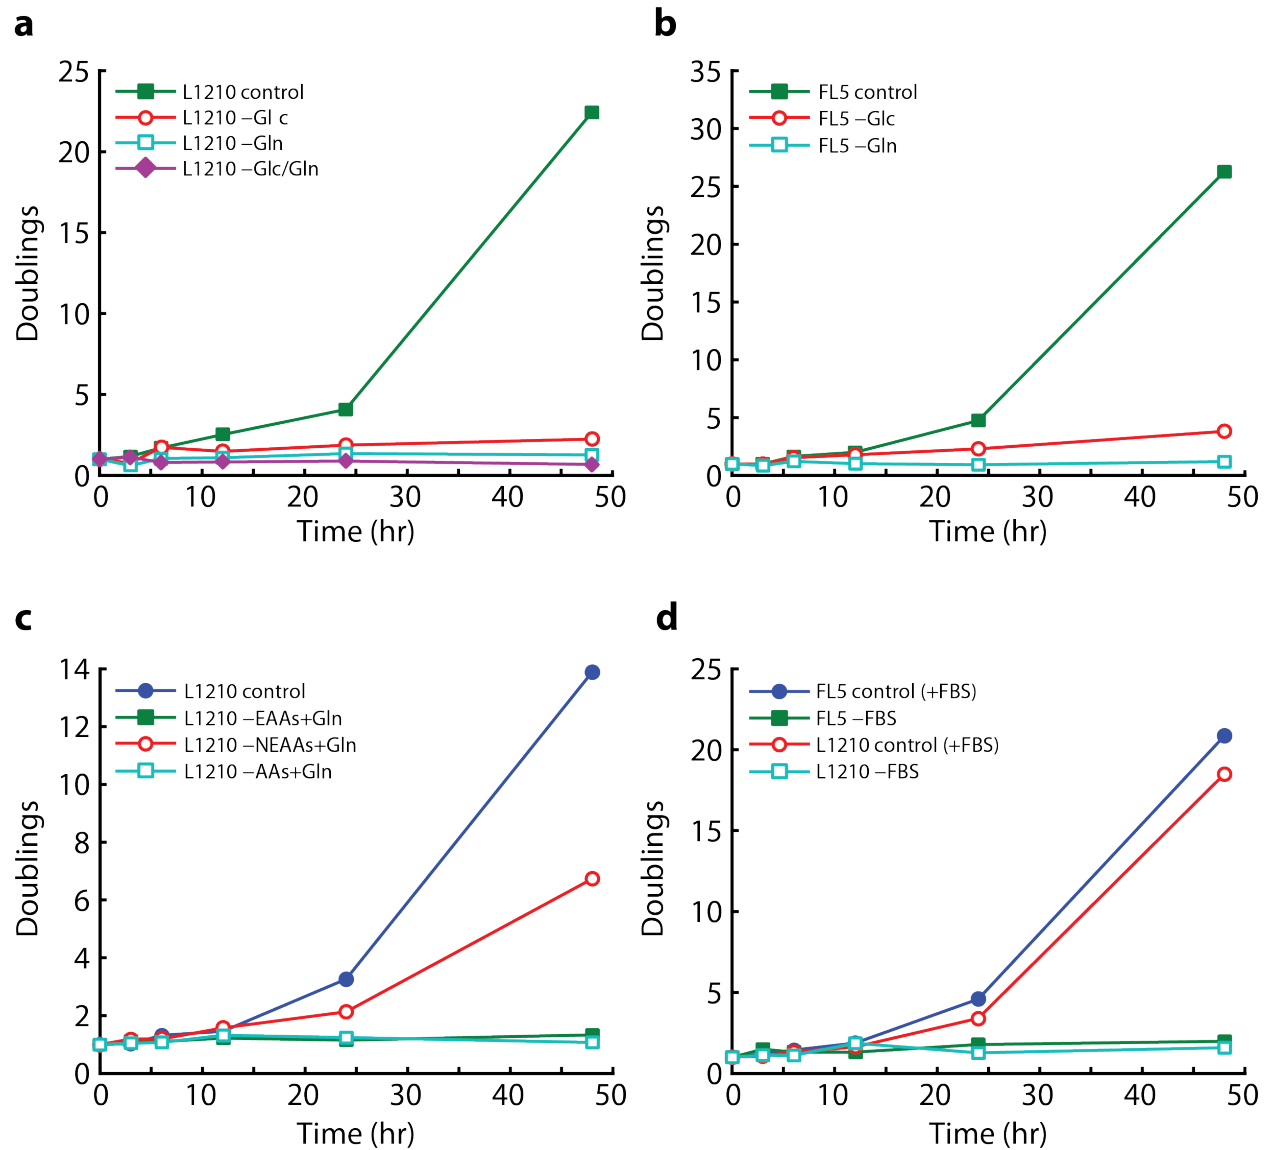 a
25
20
15
10
5
0
Doublings
L1210 control
L1210 −Gl c
L1210 −Gln
L1210 −Glc/Gln
0 10 20 30 40 50
Time (hr)
b
35
30
25
20
15
10
5
0
Doublings
FL5 control
FL5 −Glc
FL5 −Gln
0 10 20 30 40 50
Time (hr)
c
14
12
10
8
6
4
2
0
Doublings
L1210 control
L1210 −EAAs+Gln
L1210 −NEAAs+Gln
L1210 −AAs+Gln
0 10 20 30 40 50
Time (hr)
d
25
20
15
10
5
0
Doublings
FL5 control (+FBS)
FL5 −FBS
L1210 control (+FBS)
L1210 −FBS
0 10 20 30 40 50
Time (hr)